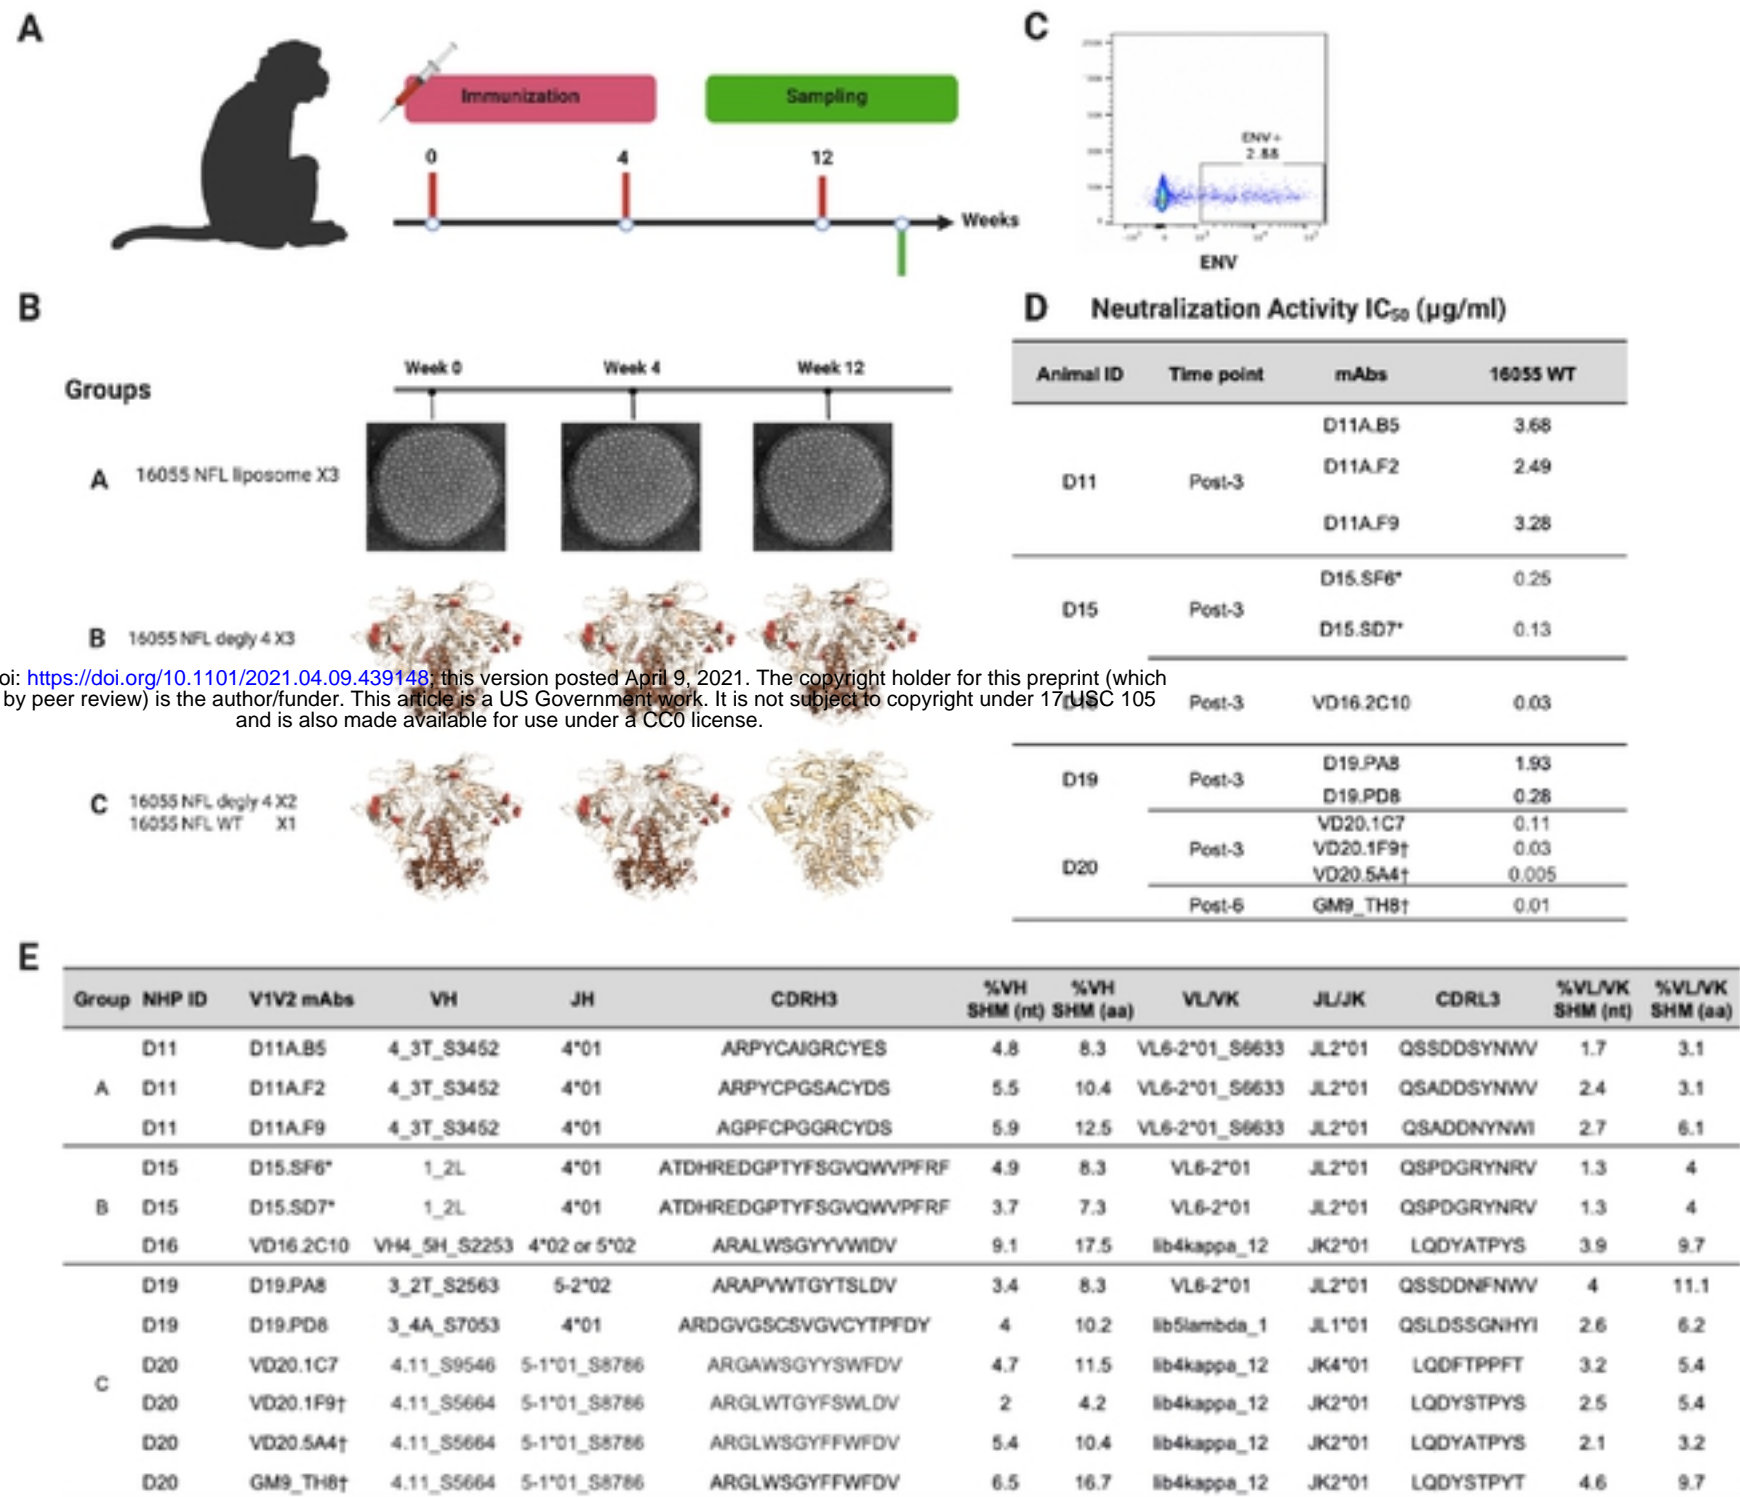 A
Immunization
Sampling
0
4
12
Weeks
C
ENV+
2.88
0
ENV
B
Groups
Week 0
Week 4
Week 12
A 16055 NFL liposome X3
B 16055 NFL degly 4 X3
oi: https://doi.org/10.1101/2021.04.09.439148; this version posted April 9, 2021. The copyright holder for this preprint (which
by peer review) is the author/funder. This article is a US Government work. It is not subject to copyright under 17 USC 105
and is also made available for use under a CC0 license.
C 16055 NFL degly 4 X2
16055 NFL WT X1
D Neutralization Activity IC50 (µg/ml)
Animal ID Time point mAbs 16055 WT
D11 Post-3
D11A.B5 3.68
D11A.F2 2.49
D11A.F9 3.28
D15 Post-3
D15.SF6* 0.25
D15.SD7* 0.13
Post-3 VD16.2C10 0.03
D19 Post-3
D19.PA8 1.93
D19.PD8 0.28
D20 Post-3
VD20.1C7 0.11
VD20.1F9† 0.03
VD20.5A4† 0.005
Post-6 GM9_TH8† 0.01
E
Group NHP ID V1V2 mAbs VH JH CDRH3 %VH SHM (nt) %VH SHM (aa) VL/VK JL/JK CDRL3 %VL/VK SHM (nt) %VL/VK SHM (aa)
D11 D11A.B5 4_3T_S3452 4*01 ARPYCAIGRCYES 4.8 8.3 VL6-2*01_S6633 JL2*01 QSSDDSYNWV 1.7 3.1
A D11 D11A.F2 4_3T_S3452 4*01 ARPYCPGSACYDS 5.5 10.4 VL6-2*01_S6633 JL2*01 QSADDSYNWV 2.4 3.1
D11 D11A.F9 4_3T_S3452 4*01 AGPFCPGGRCYDS 5.9 12.5 VL6-2*01_S6633 JL2*01 QSADDNYNWI 2.7 6.1
D15 D15.SF6* 1_2L 4*01 ATDHREDGPTYFSGVQWVPFRF 4.9 8.3 VL6-2*01 JL2*01 QSPDGRYNRV 1.3 4
B D15 D15.SD7* 1_2L 4*01 ATDHREDGPTYFSGVQWVPFRF 3.7 7.3 VL6-2*01 JL2*01 QSPDGRYNRV 1.3 4
D16 VD16.2C10 VH4_5H_S2253 4*02 or 5*02 ARALWSGYYVWIDV 9.1 17.5 lib4kappa_12 JK2*01 LQDYATPYS 3.9 9.7
D19 D19.PA8 3_2T_S2563 5-2*02 ARAPVWTGYTSLDV 3.4 8.3 VL6-2*01 JL2*01 QSSDDNFNWV 4 11.1
D19 D19.PD8 3_4A_S7053 4*01 ARDGVGSCSVGVCYTPFDY 4 10.2 lib5lambda_1 JL1*01 QSLDSSGNHYI 2.6 6.2
C D20 VD20.1C7 4.11_S9546 5-1*01_S8786 ARGAWSGYYSWFDV 4.7 11.5 lib4kappa_12 JK4*01 LQDFTPPFT 3.2 5.4
D20 VD20.1F9† 4.11_S5664 5-1*01_S8786 ARGLWTGYFSWLDV 2 4.2 lib4kappa_12 JK2*01 LQDYSTPYS 2.5 5.4
D20 VD20.5A4† 4.11_S5664 5-1*01_S8786 ARGLWSGYFFWFDV 5.4 10.4 lib4kappa_12 JK2*01 LQDYATPYS 2.1 3.2
D20 GM9_TH8† 4.11_S5664 5-1*01_S8786 ARGLWSGYFFWFDV 6.5 16.7 lib4kappa_12 JK2*01 LQDYSTPYT 4.6 9.7